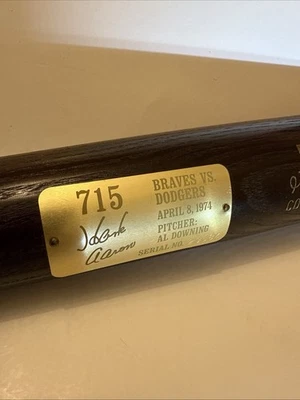 715
Hank
Aaron
BRAVES VS.
DODGERS
APRIL 8, 1974
PITCHER:
AL DOWNING
SERIAL NO.